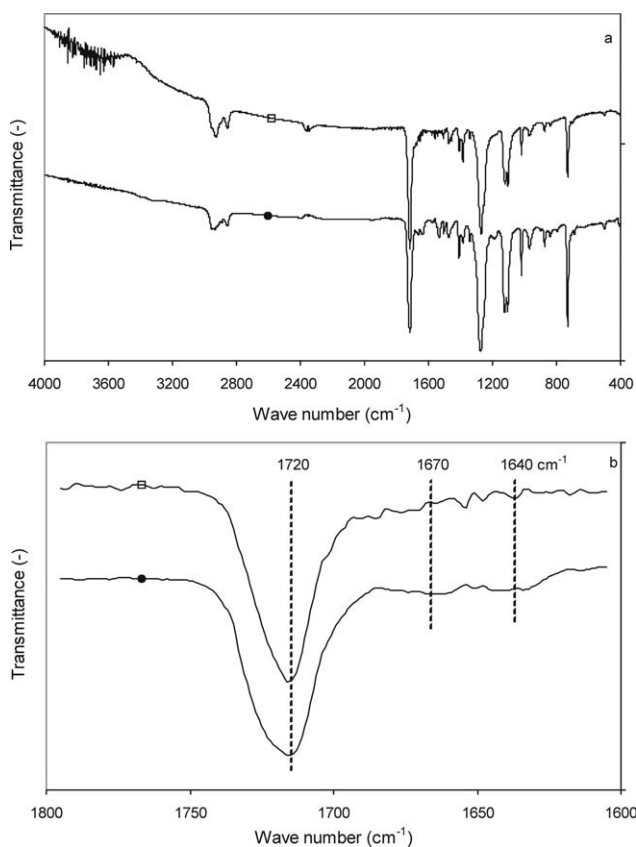 a
Transmittance (-)
4000 3600 2800 2400 2000 1600 1200 800 400
Wave number (cm⁻¹)
1720 1670 1640 cm⁻¹ b
Transmittance (-)
1800 1750 1700 1650 1600
Wave number (cm⁻¹)